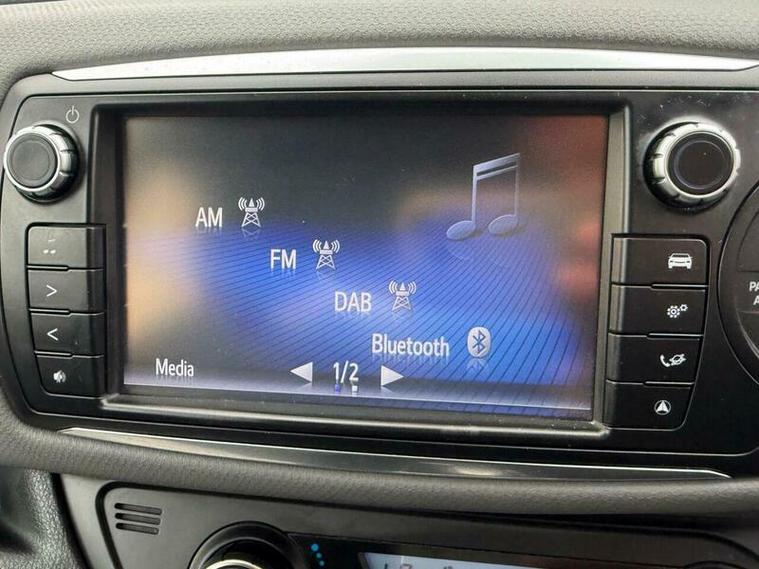 AM
FM
DAB
Bluetooth
Media
1/2
>
<